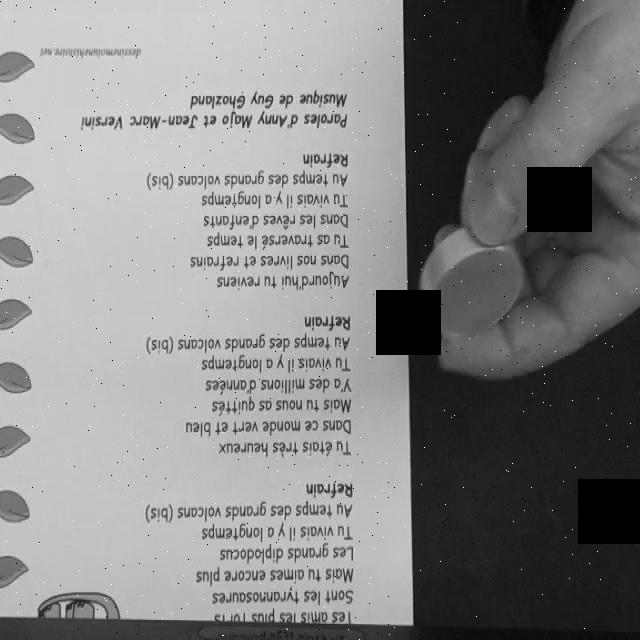 Tes amis les plus forts
Sont les tyrannosaures
Mais tu aimes encore plus
Les grands diplodocus
Tu vivais il y a longtemps
Au temps des grands volcans (bis)
Refrain
Tu étais très heureux
Dans ce monde vert et bleu
Mais tu nous as quittés
Y'a des millions d'années
Tu vivais il y a longtemps
Au temps des grands volcans (bis)
Refrain
Aujourd'hui tu reviens
Dans nos livres et refrains
Tu as traversé le temps
Dans les rêves d'enfants
Tu vivais il y a longtemps
Au temps des grands volcans (bis)
Refrain
Paroles d'Anny Majo et Jean-Marc Versini
Musique de Guy Ghozland
dessinemoiunehistoire.net